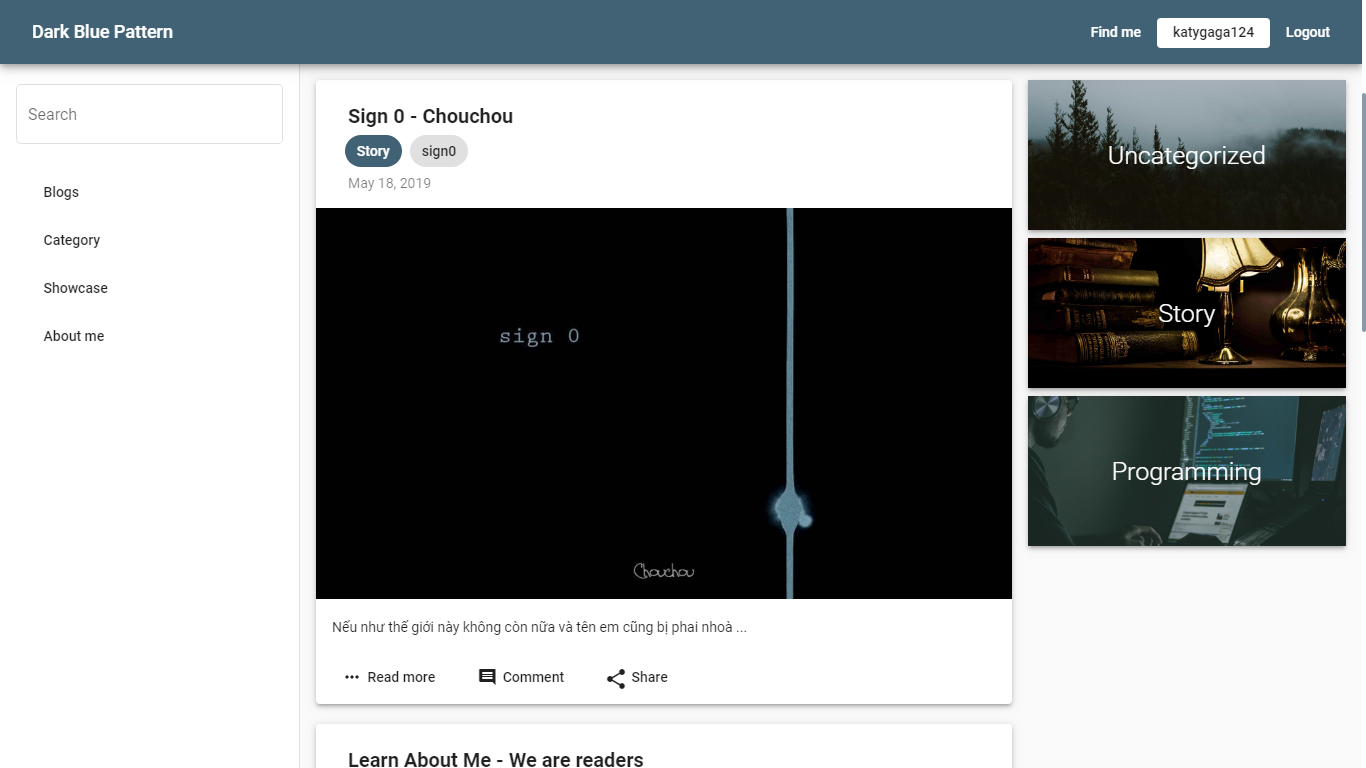 Dark Blue Pattern
Find me
katygaga124
Logout
Search
Blogs
Category
Showcase
About me
Sign 0 - Chouchou
Story
sign0
May 18, 2019
sign 0
Chouchou
Nếu như thế giới này không còn nữa và tên em cũng bị phai nhoà ...
Read more
Comment
Share
Learn About Me - We are readers
Uncategorized
Story
Programming